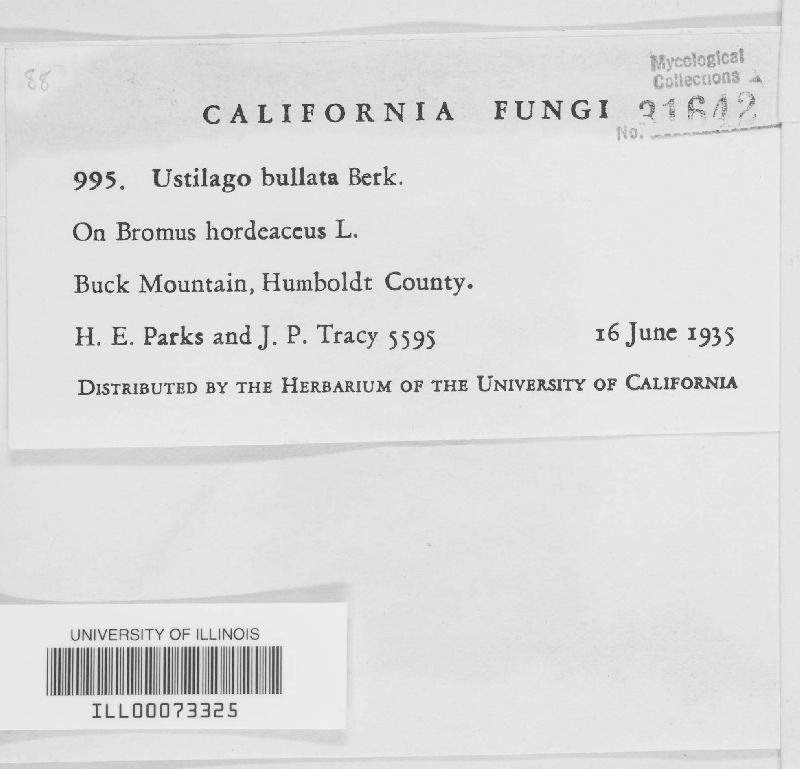 88
Mycological
Collections
CALIFORNIA FUNGI
No. 31642
995. Ustilago bullata Berk.
On Bromus hordeaceus L.
Buck Mountain, Humboldt County.
H. E. Parks and J. P. Tracy 5595 16 June 1935
DISTRIBUTED BY THE HERBARIUM OF THE UNIVERSITY OF CALIFORNIA
UNIVERSITY OF ILLINOIS
ILL00073325